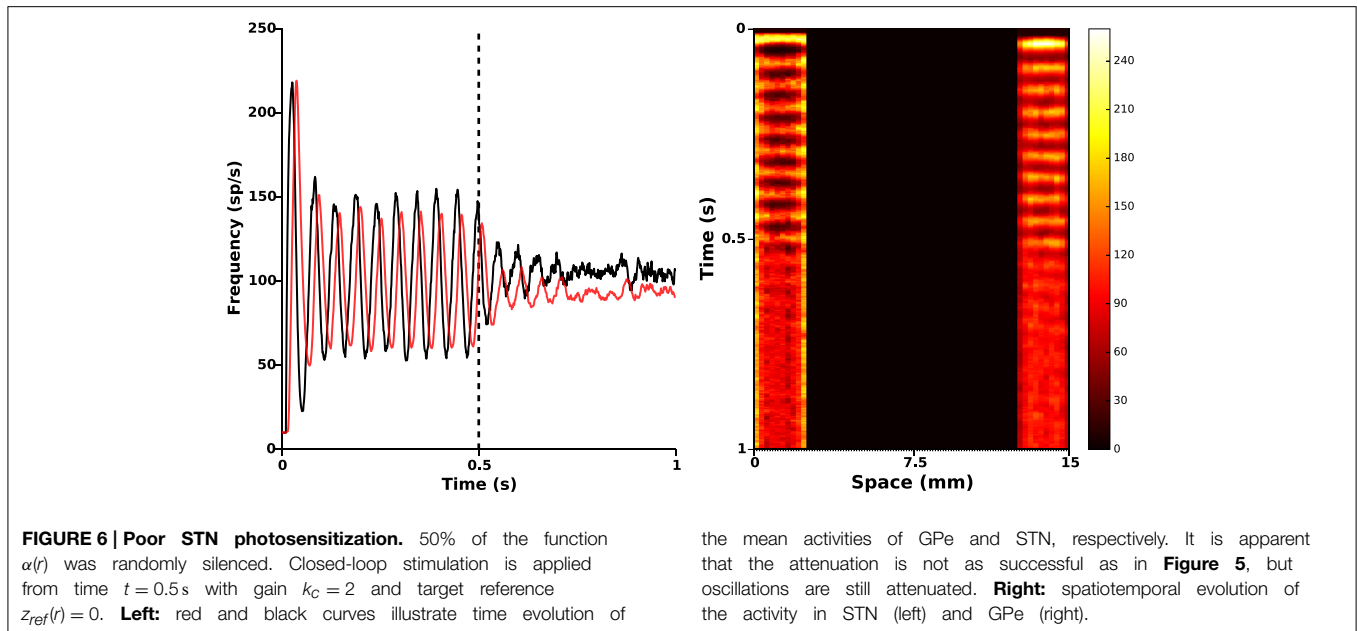 250
200
150
100
50
0
Frequency (sp/s)
0
0.5
1
Time (s)
0
0.5
1
Time (s)
0
7.5
15
Space (mm)
240
210
180
150
120
90
60
30
0
FIGURE 6 | Poor STN photosensitization. 50% of the function
α(r) was randomly silenced. Closed-loop stimulation is applied
from time t = 0.5 s with gain kc = 2 and target reference
zref(r) = 0. Left: red and black curves illustrate time evolution of
the mean activities of GPe and STN, respectively. It is apparent
that the attenuation is not as successful as in Figure 5, but
oscillations are still attenuated. Right: spatiotemporal evolution of
the activity in STN (left) and GPe (right).